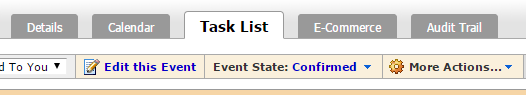 Details Calendar Task List E-Commerce Audit Trail
d To You Edit this Event Event State: Confirmed More Actions...